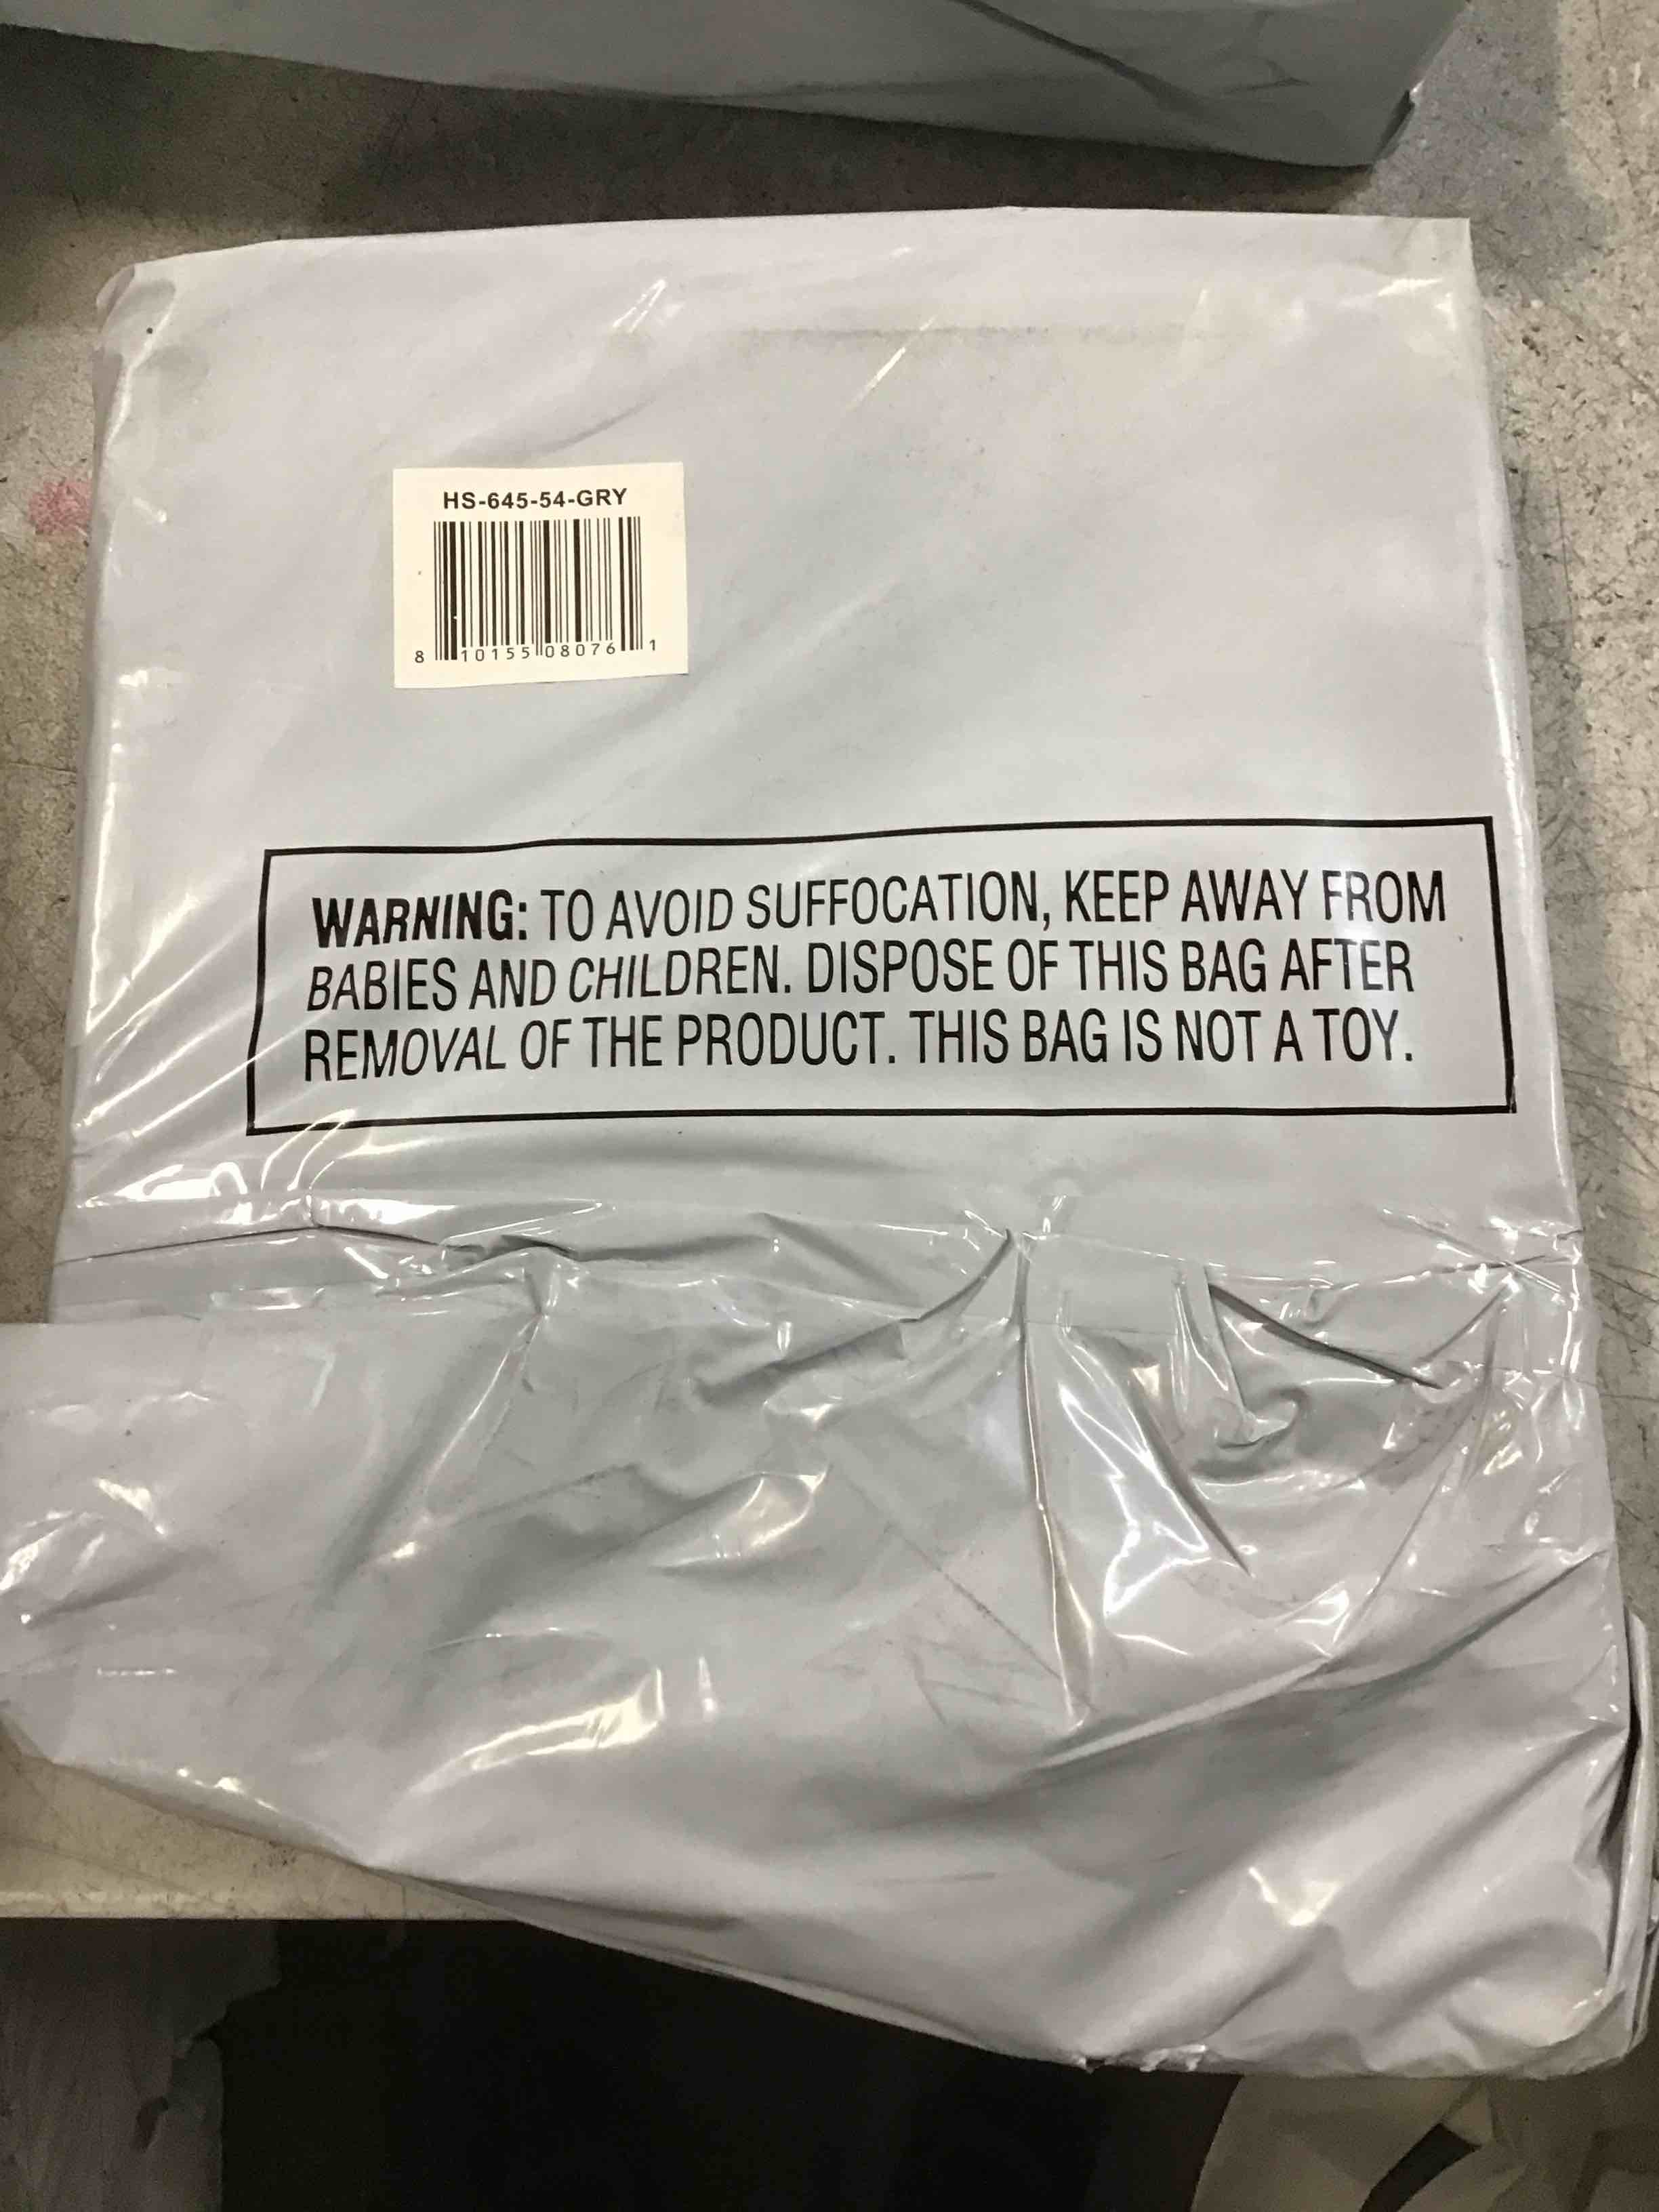 HS-645-54-GRY
8 10155 08076 1
WARNING: TO AVOID SUFFOCATION, KEEP AWAY FROM
BABIES AND CHILDREN. DISPOSE OF THIS BAG AFTER
REMOVAL OF THE PRODUCT. THIS BAG IS NOT A TOY.